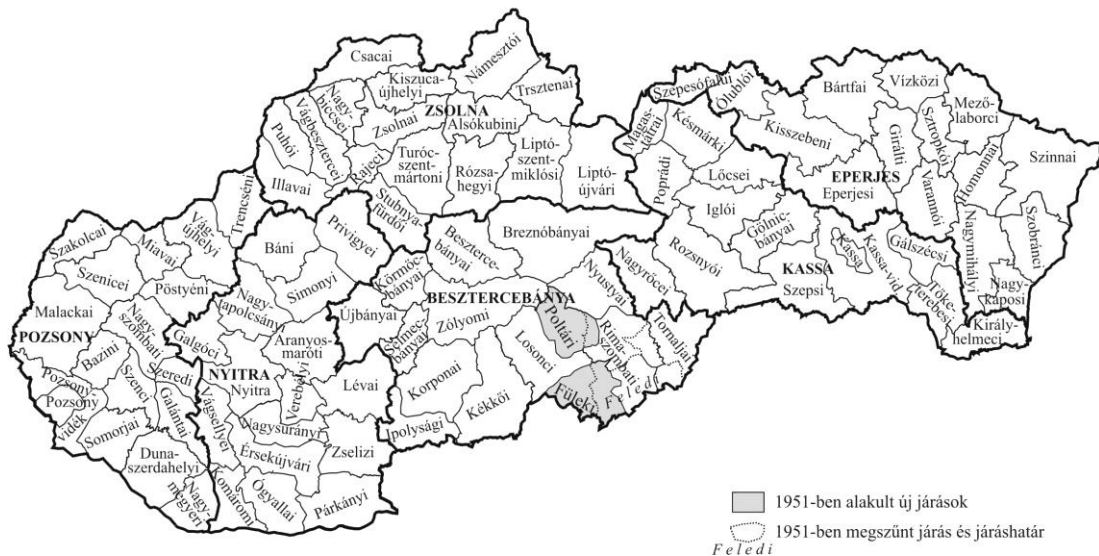 Csacai
Kiszuca-
újhelyi
Námesztói
Trsztenai
Nagy-
biccsei
Vágbesztercei
Puhói
ZSOLNA
Zsolnai
Alsókubini
Rajeci
Illavai
Turóc-
szent-
mártoni
Rózsa-
hegyi
Liptó-
szent-
miklósi
Liptó-
újvári
Stubnya-
fürdői
Szepesófalui
Ólublói
Magas-
tátrai
Késmárki
Poprádi
Lőcsei
Iglói
Gölnic-
bányai
Rozsnyói
Bártfai
Vízközi
Mező-
laborci
Kisszebeni
Girálti
Sztropkói
EPERJES
Eperjesi
Varannói
Homonnai
Szinnai
Szobránci
Nagymihályi
Nagy-
kaposi
Király-
helmeci
Gálszécsi
Tőke-
terebesi
Kassa
Kassa-vid.
KASSA
Szepsi
Trencséni
Vág-
újhelyi
Miavai
Szakolcai
Szenicei
Pöstyéni
Malackai
POZSONY
Nagy-
szombati
Bazini
Pozsony-
Pozsony
vidék
Szenci
Szeredi
Galántai
Somorjai
Duna-
szerdahelyi
Nagy-
megyeri
Báni
Privigyei
Simonyi
Nagy-
tapolcsányi
Galgóci
Aranyos-
maróti
NYITRA
Nyitra
Verebélyi
Lévai
Vágsellyei
Nagysurányi
Érsekújvári
Zselizi
Komáromi
Ógyallai
Párkányi
Besterce-
bányai
Breznóbányai
Körmöc-
bányai
Újbányai
BESZTERCEBÁNYA
Zólyomi
Selmec-
bányai
Korponai
Ipolysági
Kékkői
Losonci
Poltári
Füleki
Nyustyai
Nagyrőcei
Rima-
szombati
Tornaljai
Feledi
1951-ben alakult új járások
1951-ben megszűnt járás és járáshatár
Feledi